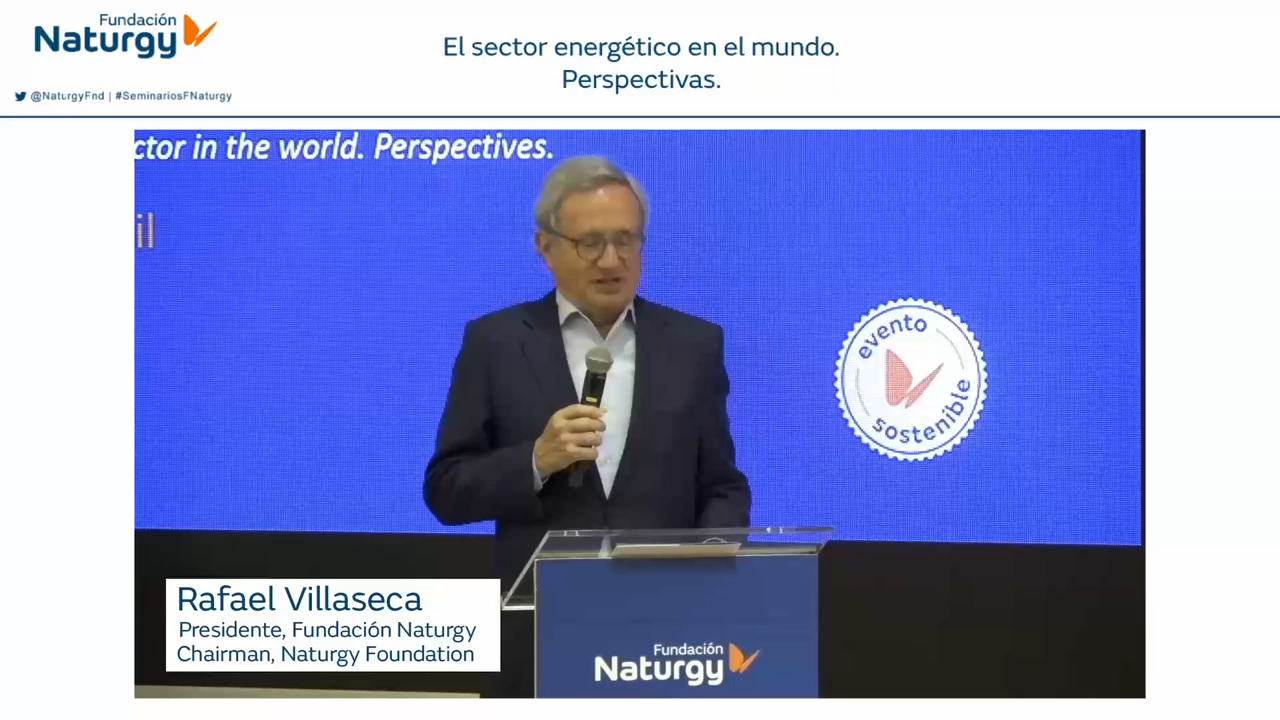 Fundación
Naturgy
@NaturgyFnd | #SeminariosFNaturgy
El sector energético en el mundo.
Perspectivas.
ctor in the world. Perspectives.
il
evento
sostenible
Rafael Villaseca
Presidente, Fundación Naturgy
Chairman, Naturgy Foundation
Fundación
Naturgy